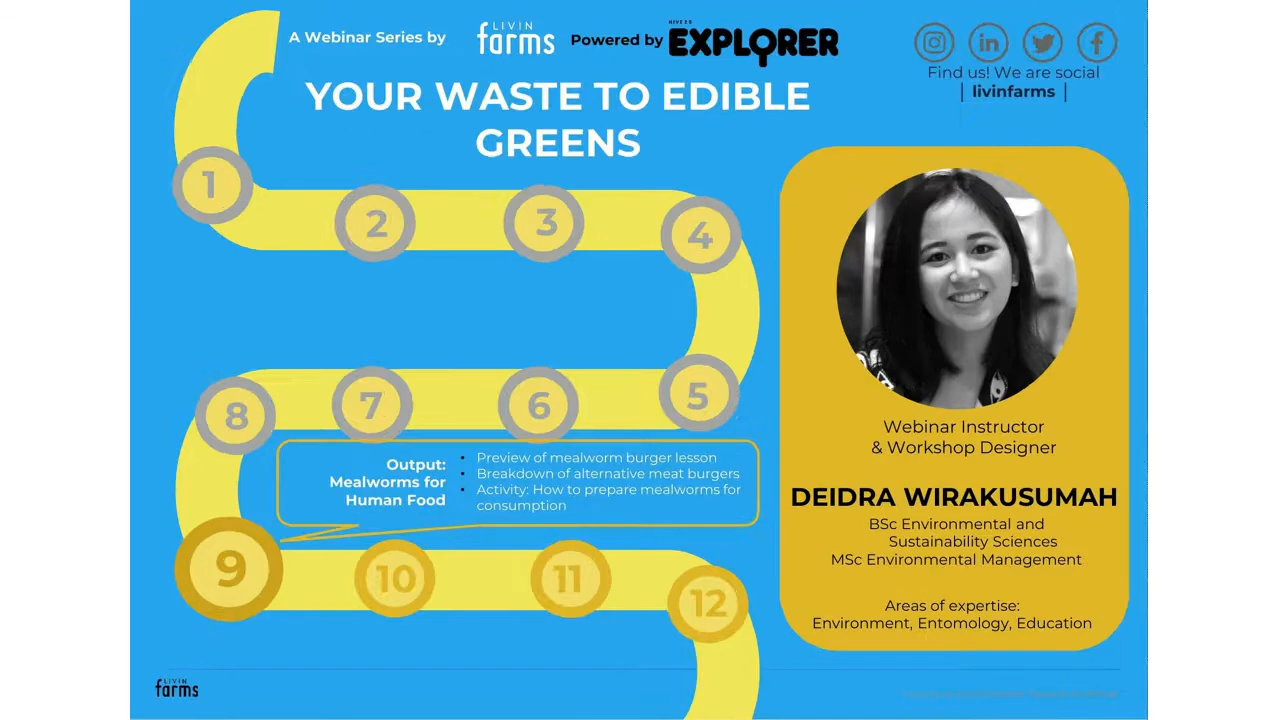 A Webinar Series by
LIVIN
farms
Powered by
HIVE EX
EXPLORER
Find us! We are social
| livinfarms |
YOUR WASTE TO EDIBLE
GREENS
1
2
3
4
5
6
7
8
Output:
Mealworms for
Human Food
• Preview of mealworm burger lesson
• Breakdown of alternative meat burgers
• Activity: How to prepare mealworms for
consumption
9
10
11
12
Webinar Instructor
& Workshop Designer
DEIDRA WIRAKUSUMAH
BSc Environmental and
Sustainability Sciences
MSc Environmental Management
Areas of expertise:
Environment, Entomology, Education
LIVIN
farms